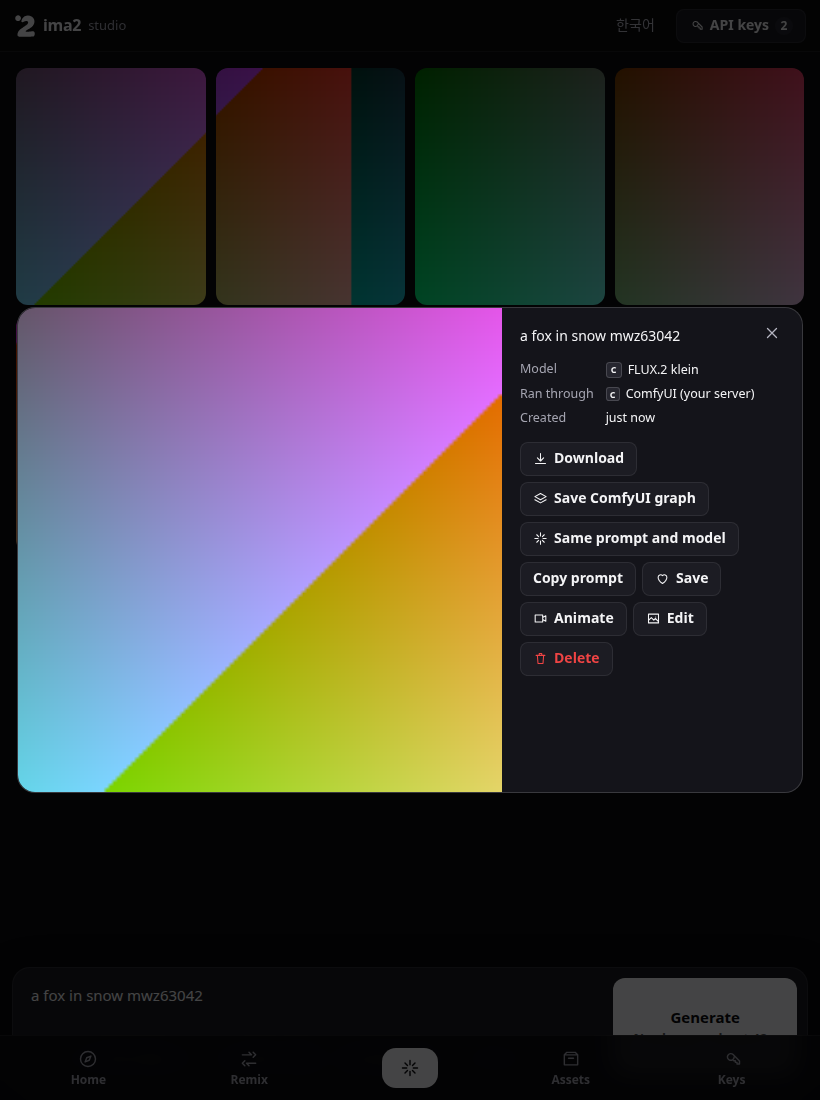 ima2 studio
한국어
API keys 2
a fox in snow mwz63042
Model
C FLUX.2 klein
Ran through
C ComfyUI (your server)
Created
just now
Download
Save ComfyUI graph
Same prompt and model
Copy prompt
Save
Animate
Edit
Delete
a fox in snow mwz63042
Generate
Home
Remix
Assets
Keys